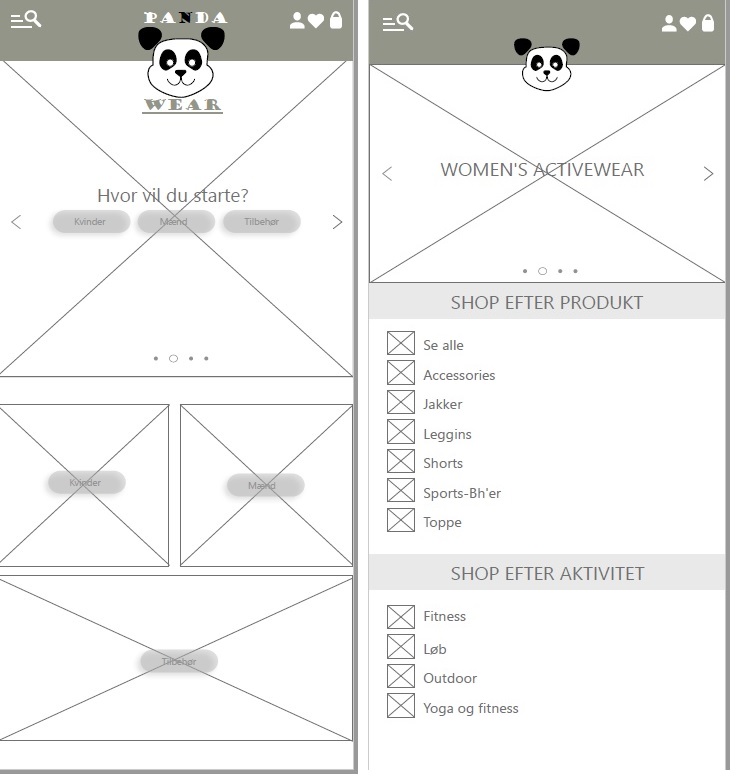 PANDA
WEAR
Hvor vil du starte?
Kvinder
Mænd
Tilbehør
Kvinder
Mænd
Tilbehør
WOMEN'S ACTIVEWEAR
SHOP EFTER PRODUKT
Se alle
Accessories
Jakker
Leggins
Shorts
Sports-Bh'er
Toppe
SHOP EFTER AKTIVITET
Fitness
Løb
Outdoor
Yoga og fitness